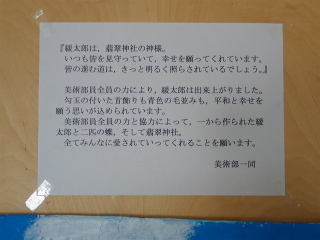 『緩太郎は，翡翠神社の神様。
いつも皆を見守っていて，幸せを願ってくれています。
皆の進む道は，きっと明るく照らされているでしょう。』
美術部員全員の力により，緩太郎は出来上がりました。
勾玉の付いた首飾りも青色の毛並みも，平和と幸せを
願う思いが込められています。
美術部員全員の力と協力によって，一から作られた緩
太郎と二匹の蝶，そして翡翠神社。
全てみんなに愛されていってくれることを願います。
美術部一同